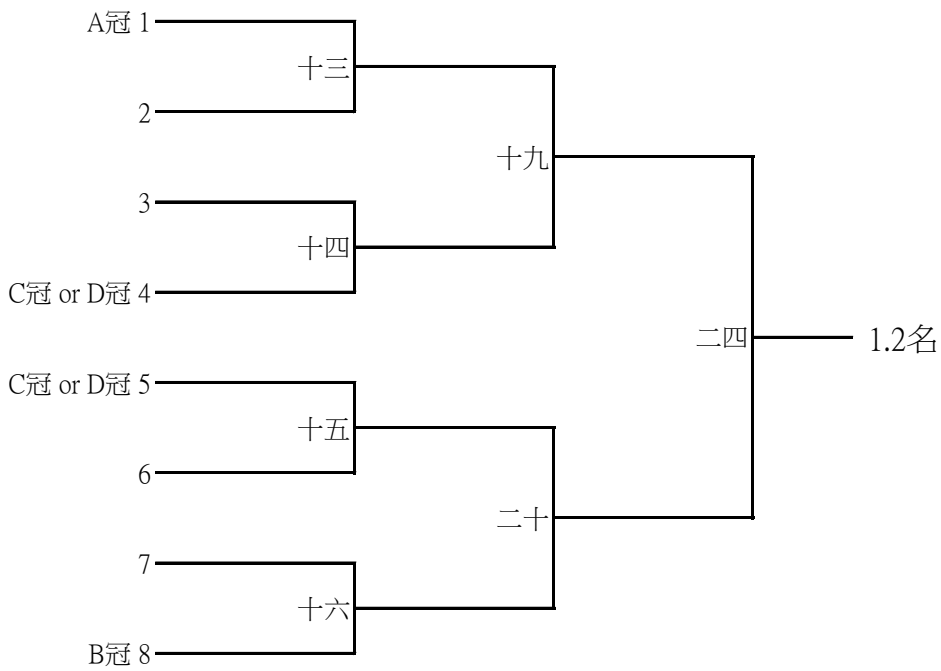 A冠 1
十三
2
十九
3
十四
C冠 or D冠 4
二四
1.2名
C冠 or D冠 5
十五
6
二十
7
十六
B冠 8